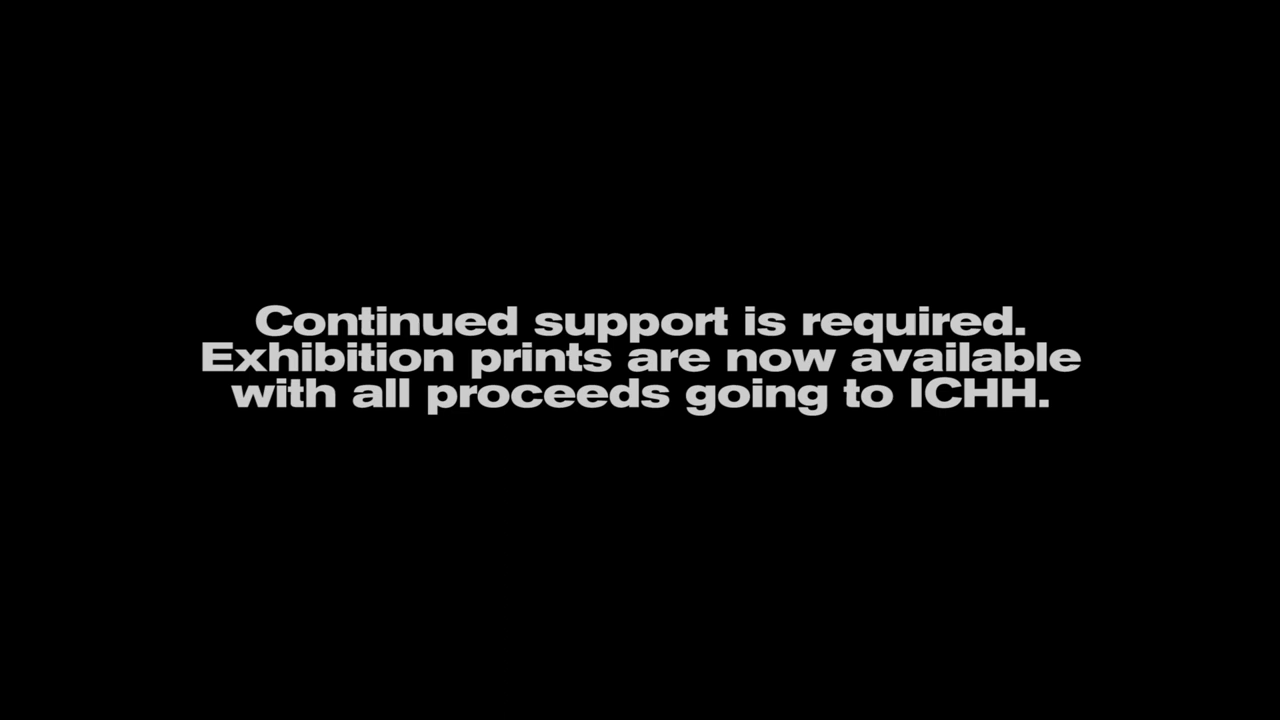 Continued support is required.
Exhibition prints are now available
with all proceeds going to ICHH.